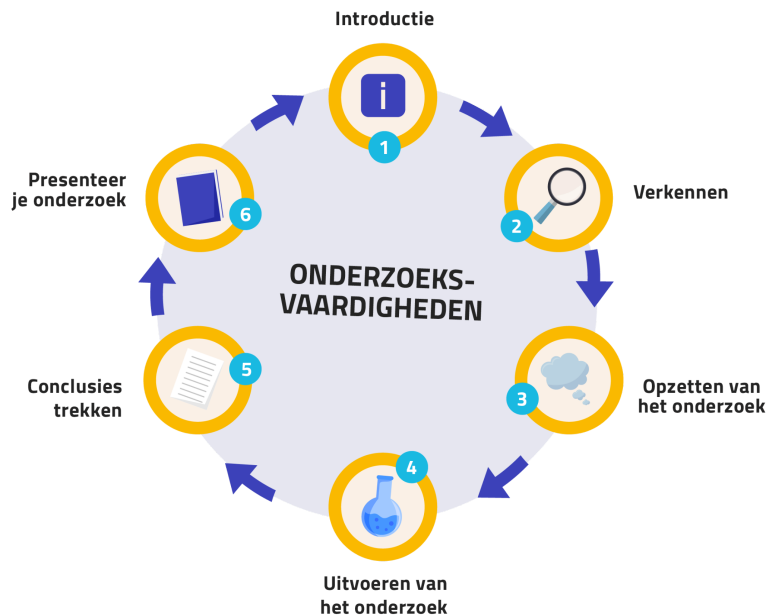 Introductie
i
1
Verkennen
2
Opzetten van
het onderzoek
3
Uitvoeren van
het onderzoek
4
Conclusies
trekken
5
Presenteer
je onderzoek
6
ONDERZOEKS-
VAARDIGHEDEN